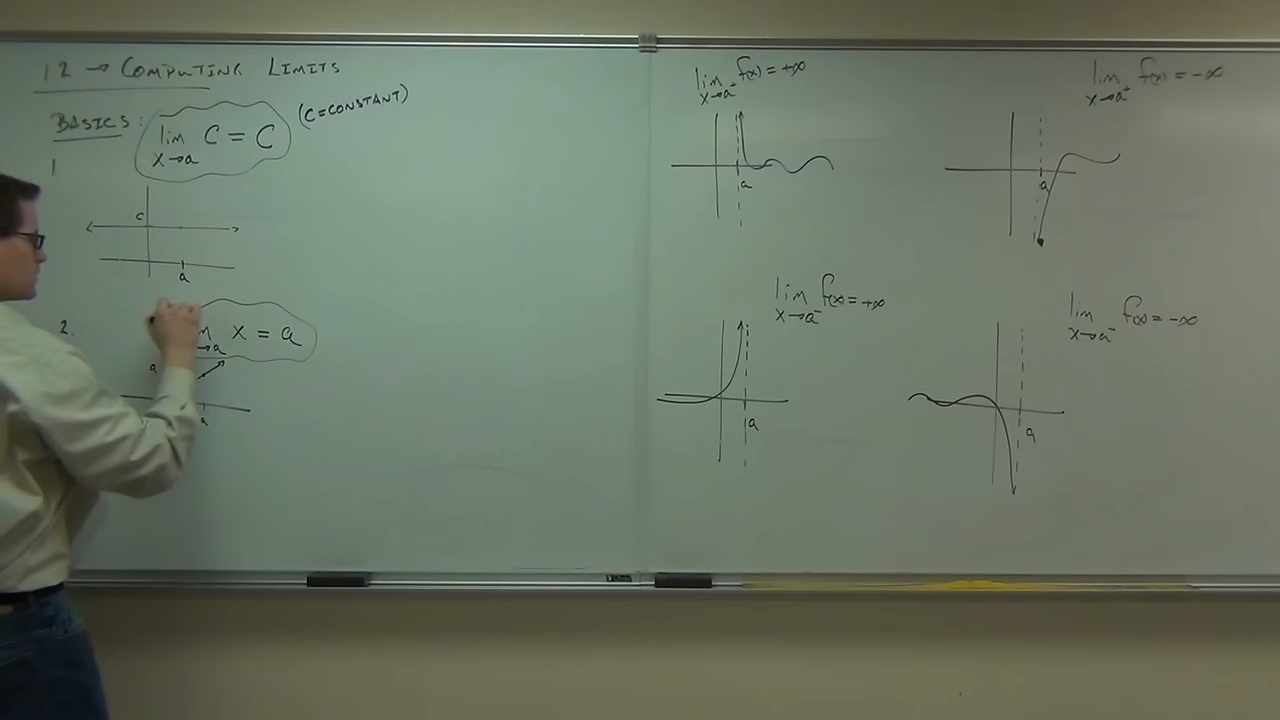 1.2 → COMPUTING LIMITS
BASICS: lim x→a C = C (C=CONSTANT)
1
c
a
2. m →a x = a
a
a
lim x→a⁺ f(x) = +∞
a
lim x→a⁺ f(x) = -∞
a
lim x→a⁻ f(x) = +∞
a
lim x→a⁻ f(x) = -∞
a